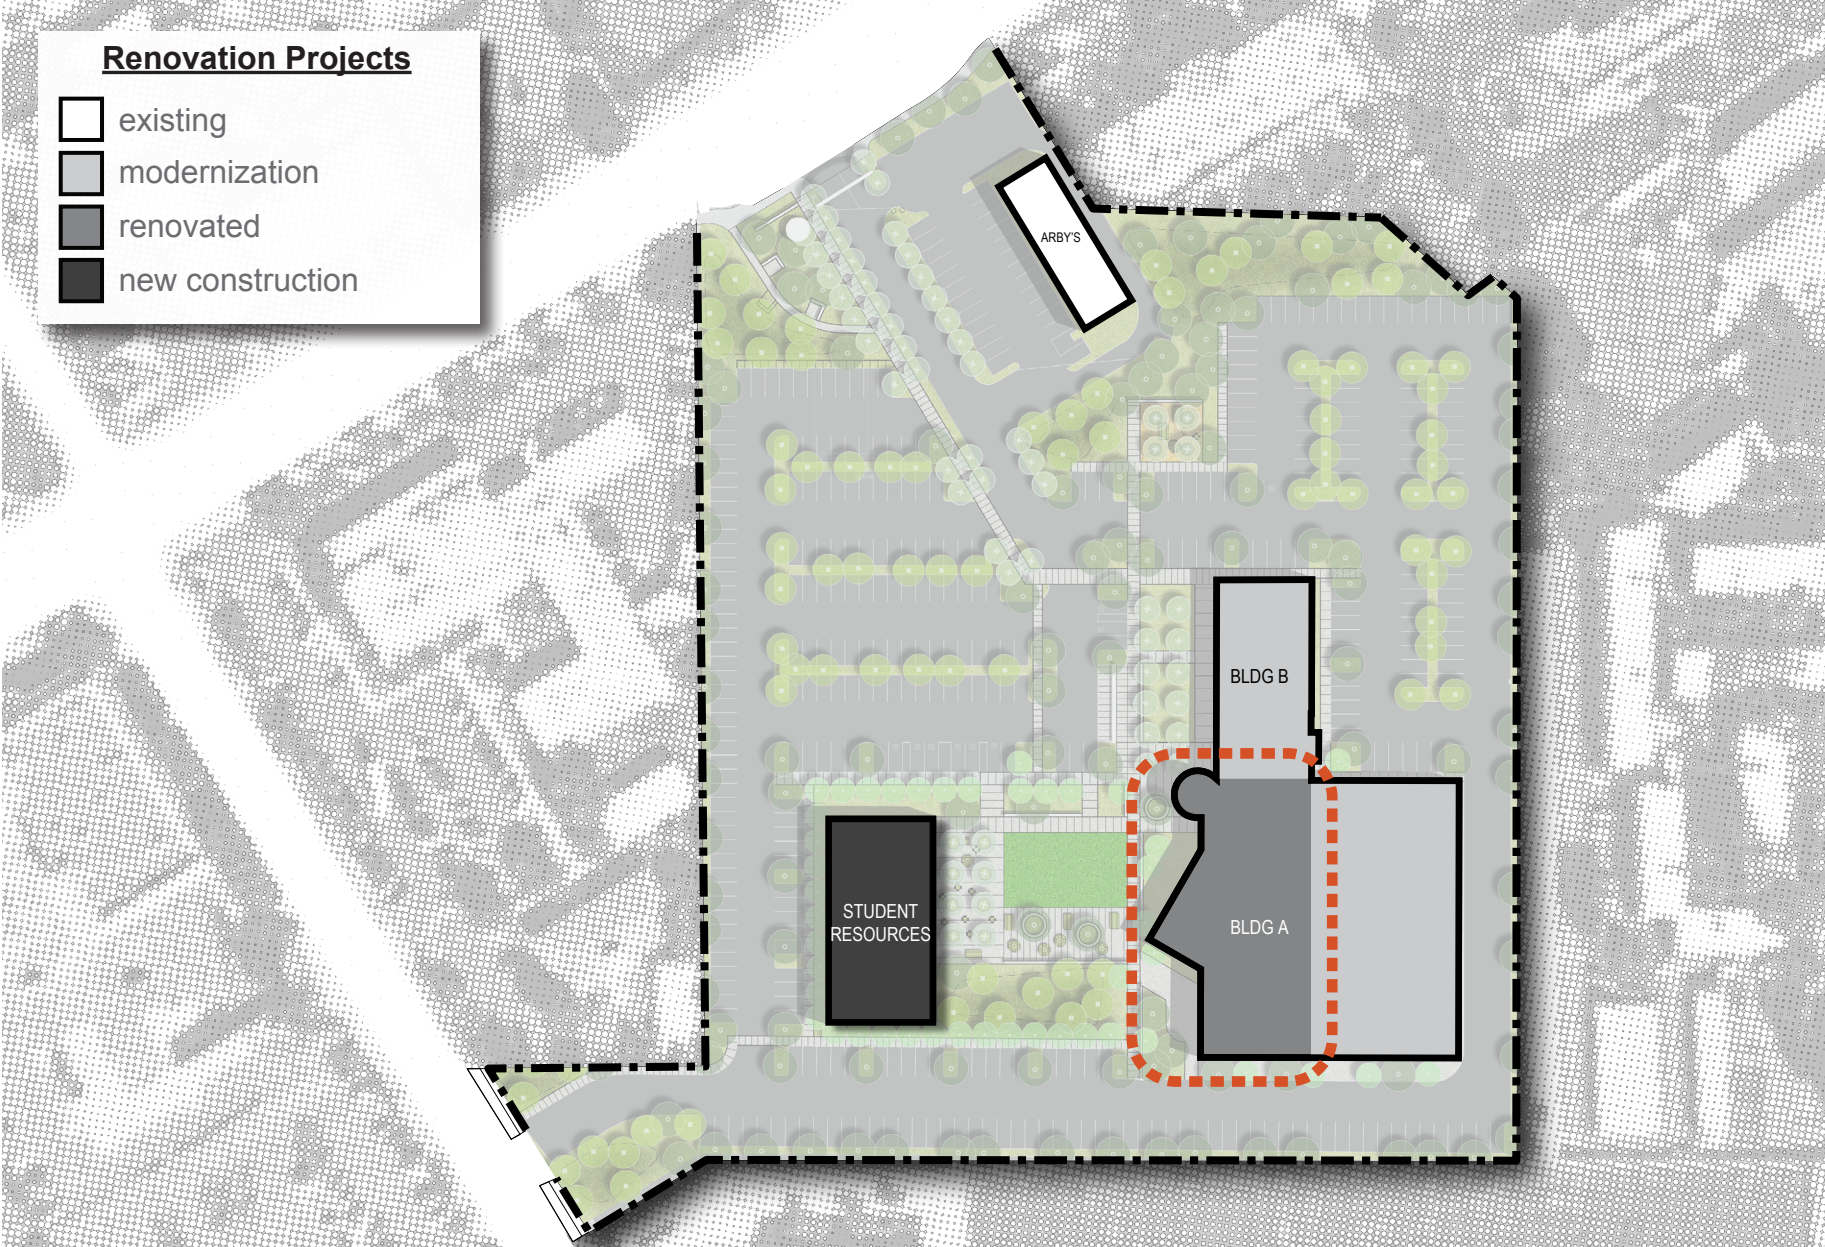 Renovation Projects
existing
modernization
renovated
new construction
ARBY'S
BLDG B
STUDENT
RESOURCES
BLDG A